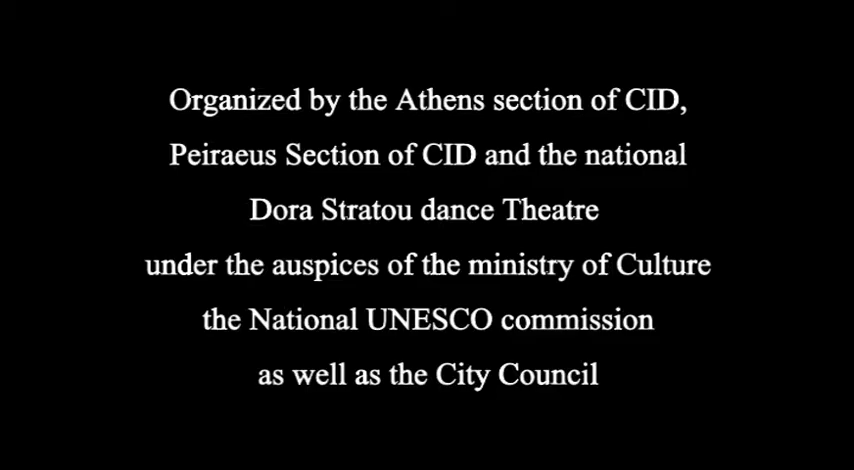 Organized by the Athens section of CID,
Peiraeus Section of CID and the national
Dora Stratou dance Theatre
under the auspices of the ministry of Culture
the National UNESCO commission
as well as the City Council